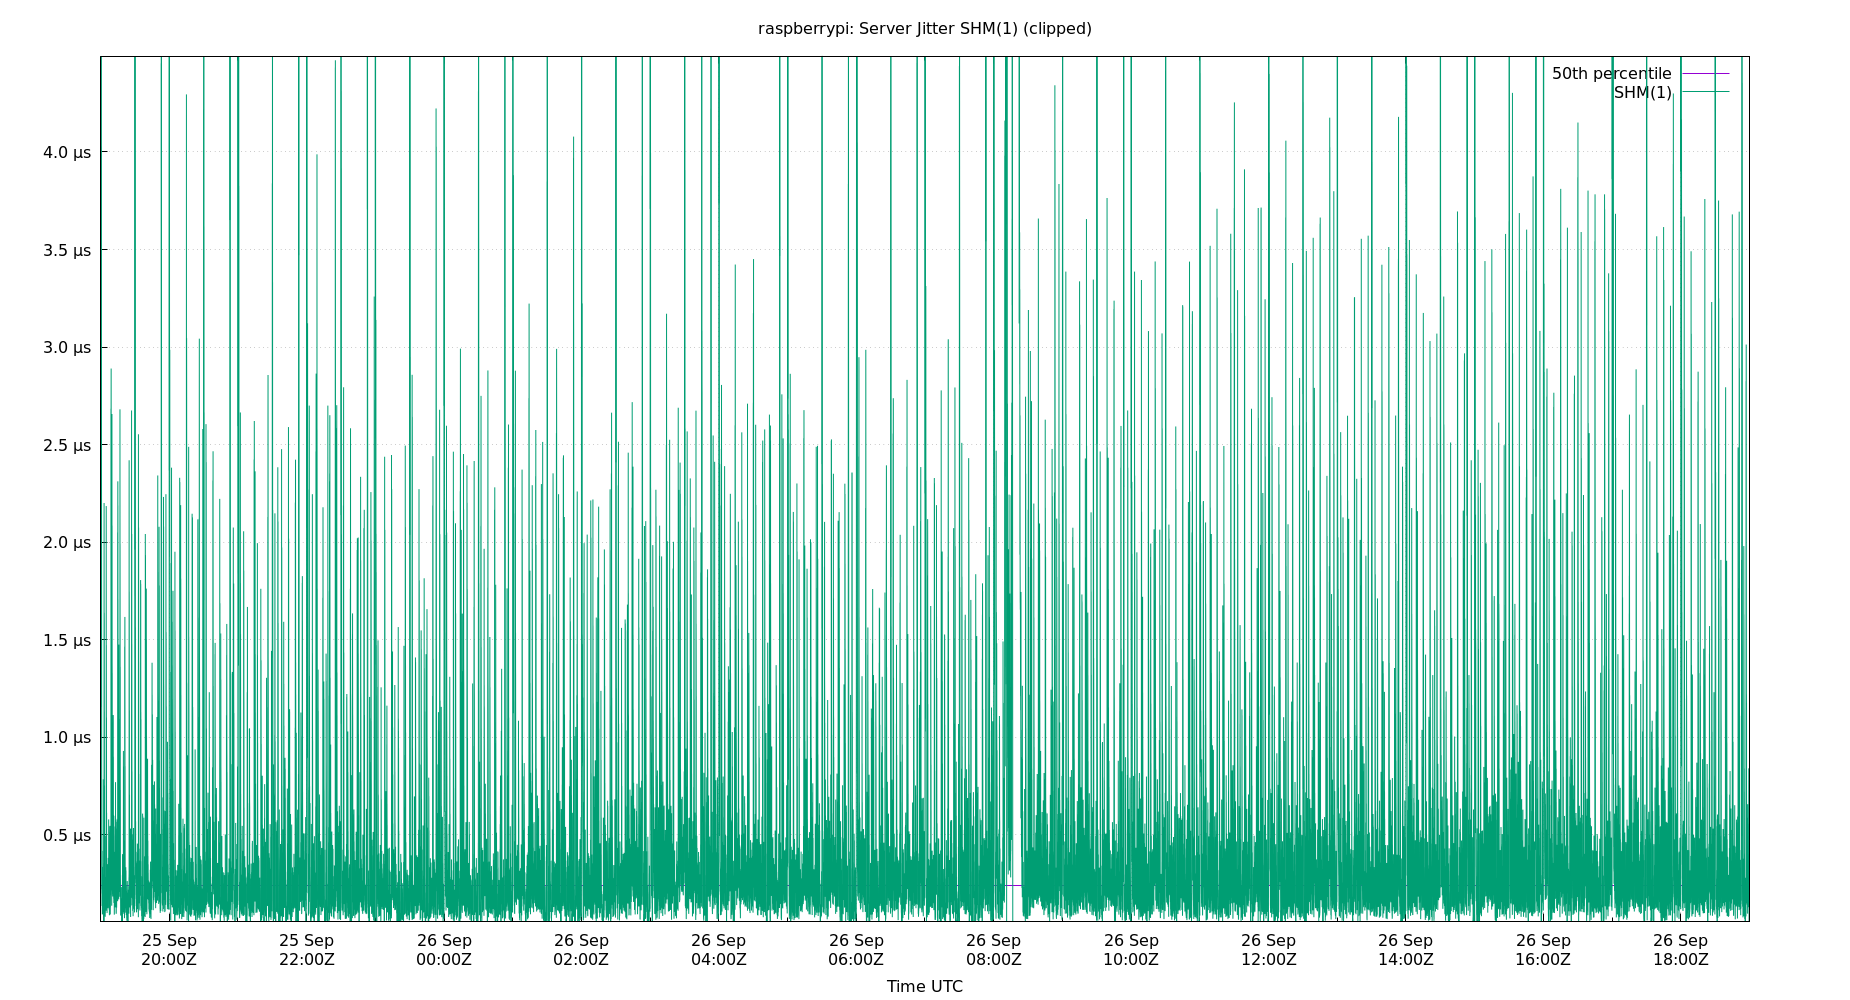 raspberrypi: Server Jitter SHM(1) (clipped)
50th percentile
SHM(1)
4.0 µs
3.5 µs
3.0 µs
2.5 µs
2.0 µs
1.5 µs
1.0 µs
0.5 µs
25 Sep 25 Sep 26 Sep 26 Sep 26 Sep 26 Sep 26 Sep 26 Sep 26 Sep 26 Sep 26 Sep 26 Sep
20:00Z 22:00Z 00:00Z 02:00Z 04:00Z 06:00Z 08:00Z 10:00Z 12:00Z 14:00Z 16:00Z 18:00Z
Time UTC